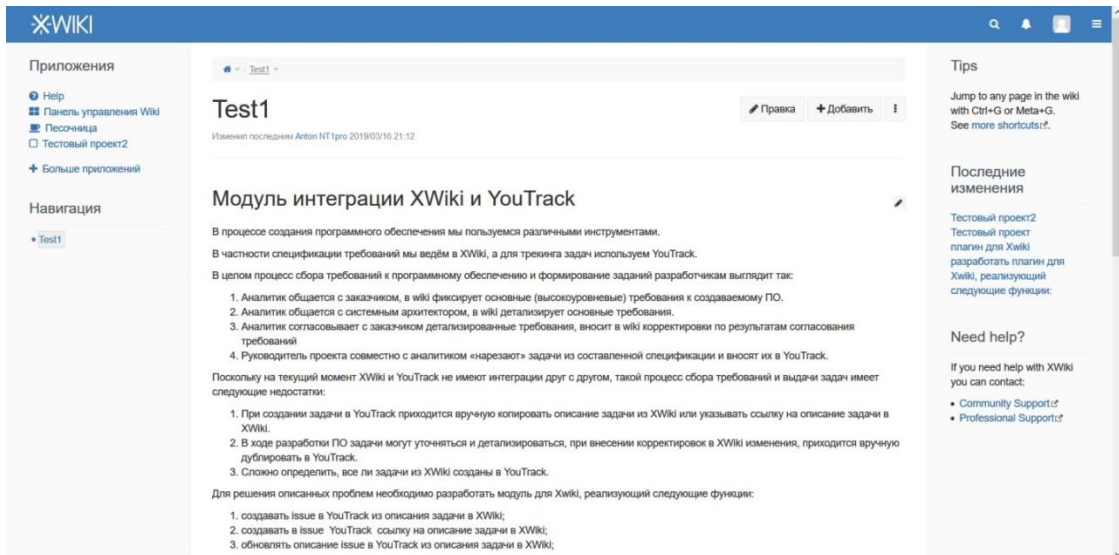 XWIKI
Приложения
Help
Панель управления Wiki
Песочница
Тестовый проект2
Больше приложений
Навигация
Test1
/ Test1
Test1
Правка
Добавить
Изменил последним Anton NT1pro 2019/03/16 21:12
Модуль интеграции XWiki и YouTrack
В процессе создания программного обеспечения мы пользуемся различными инструментами.
В частности спецификации требований мы ведём в XWiki, а для трекинга задач используем YouTrack.
В целом процесс сбора требований к программному обеспечению и формирование заданий разработчикам выглядит так:
1. Аналитик общается с заказчиком, в wiki фиксирует основные (высокоуровневые) требования к создаваемому ПО.
2. Аналитик общается с системным архитектором, в wiki детализирует основные требования.
3. Аналитик согласовывает с заказчиком детализированные требования, вносит в wiki корректировки по результатам согласования
требований
4. Руководитель проекта совместно с аналитиком «нарезают» задачи из составленной спецификации и вносят их в YouTrack.
Поскольку на текущий момент XWiki и YouTrack не имеют интеграции друг с другом, такой процесс сбора требований и выдачи задач имеет
следующие недостатки:
1. При создании задачи в YouTrack приходится вручную копировать описание задачи из XWiki или указывать ссылку на описание задачи в
XWiki.
2. В ходе разработки ПО задачи могут уточняться и детализироваться, при внесении корректировок в XWiki изменения, приходится вручную
дублировать в YouTrack.
3. Сложно определить, все ли задачи из XWiki созданы в YouTrack.
Для решения описанных проблем необходимо разработать модуль для Xwiki, реализующий следующие функции:
1. создавать issue в YouTrack из описания задачи в XWiki;
2. создавать в issue YouTrack ссылку на описание задачи в XWiki;
3. обновлять описание issue в YouTrack из описания задачи в XWiki;
Tips
Jump to any page in the wiki
with Ctrl+G or Meta+G.
See more shortcuts.
Последние
изменения
Тестовый проект2
Тестовый проект
плагин для Xwiki
разработать плагин для
Xwiki, реализующий
следующие функции:
Need help?
If you need help with XWiki
you can contact:
Community Support
Professional Support